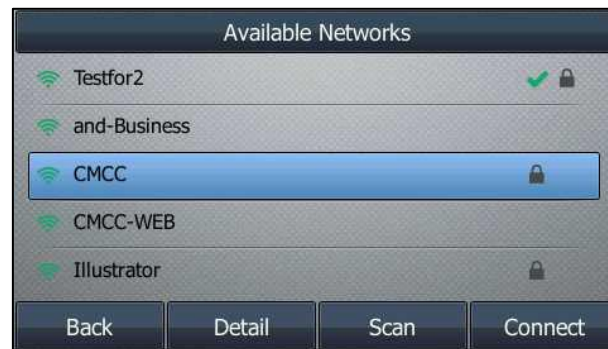 Available Networks
Testfor2
and-Business
CMCC
CMCC-WEB
Illustrator
Back Detail Scan Connect